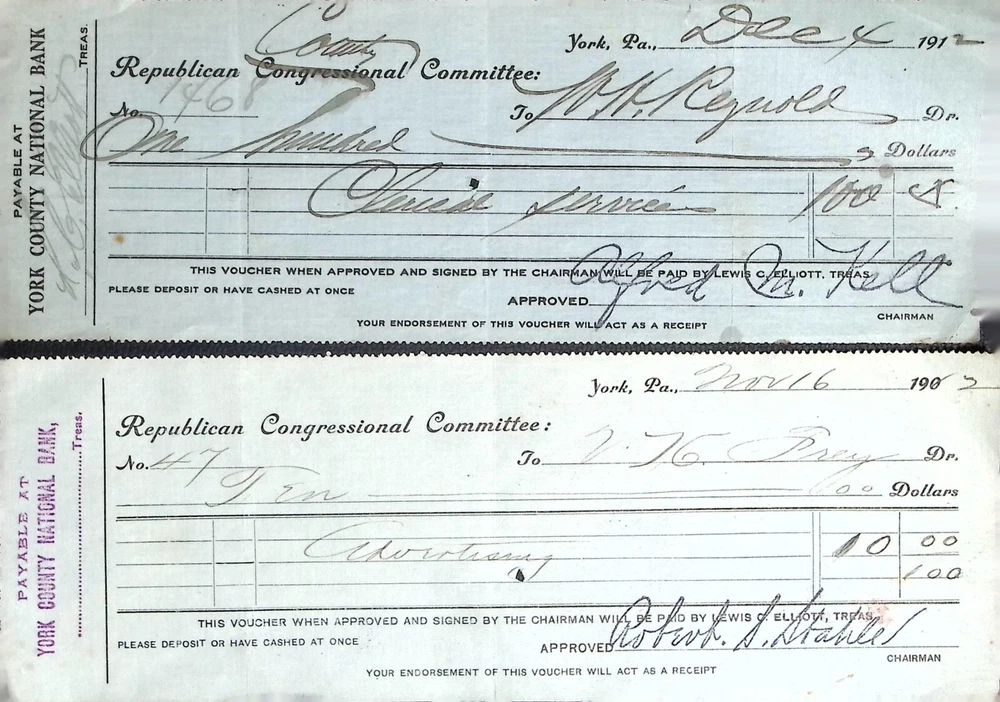 PAYABLE AT
YORK COUNTY NATIONAL BANK
TREAS.
York, Pa., Dec 4 1912
County
Republican Congressional Committee:
No. 1468 To W. H. Reynold Dr.
One hundred Dollars
services 100
THIS VOUCHER WHEN APPROVED AND SIGNED BY THE CHAIRMAN WILL BE PAID BY LEWIS C. ELLIOTT, TREAS.
PLEASE DEPOSIT OR HAVE CASHED AT ONCE
APPROVED Alfred M. Kell
CHAIRMAN
YOUR ENDORSEMENT OF THIS VOUCHER WILL ACT AS A RECEIPT
PAYABLE AT
YORK COUNTY NATIONAL BANK,
Treas.
York, Pa., Nov 16 190
Republican Congressional Committee:
No. 47 To K. Frey Dr.
Ten 00 Dollars
Advertising 10 00
100
THIS VOUCHER WHEN APPROVED AND SIGNED BY THE CHAIRMAN WILL BE PAID BY LEWIS C. ELLIOTT, TREAS.
PLEASE DEPOSIT OR HAVE CASHED AT ONCE
APPROVED Robert S. Stahle
CHAIRMAN
YOUR ENDORSEMENT OF THIS VOUCHER WILL ACT AS A RECEIPT